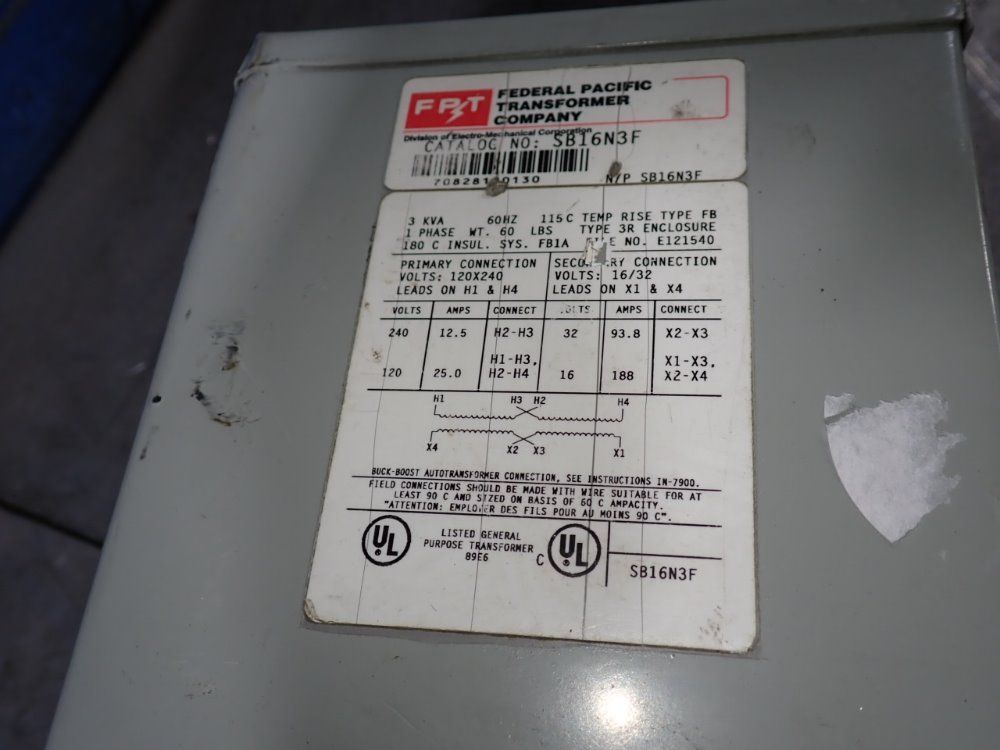 FPT FEDERAL PACIFIC
TRANSFORMER
COMPANY
Division of Electro-Mechanical Corporation
CATALOG NO: SB16N3F
N/P SB16N3F
3 KVA 60HZ 115C TEMP RISE TYPE FB
1 PHASE WT. 60 LBS TYPE 3R ENCLOSURE
180 C INSUL. SYS. FB1A NO. E121540
PRIMARY CONNECTION
VOLTS: 120X240
LEADS ON H1 & H4
CONNECTION
VOLTS: 16/32
LEADS ON X1 & X4
VOLTS AMPS CONNECT AMPS CONNECT
240 12.5 H2-H3 32 93.8 X2-X3
H1-H3, X1-X3,
120 25.0 H2-H4 16 188 X2-X4
H1 H3 H2 H4
X4 X2 X3 X1
BUCK-BOOST AUTOTRANSFORMER CONNECTION, SEE INSTRUCTIONS IN-7900.
FIELD CONNECTIONS SHOULD BE MADE WITH WIRE SUITABLE FOR AT
LEAST 90 C AND SIZED ON BASIS OF 60 C AMPACITY.
"ATTENTION: EMPLOYER DES FILS POUR AU MOINS 90 C".
UL
LISTED GENERAL
PURPOSE TRANSFORMER
89E6
C UL
SB16N3F